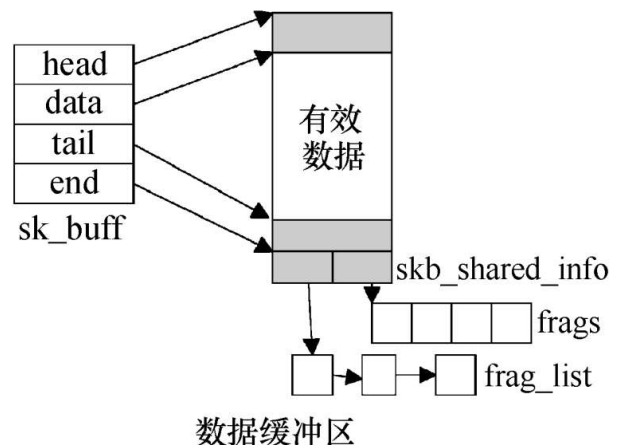 head
data
tail
end
sk_buff
有效
数据
skb_shared_info
frags
frag_list
数据缓冲区